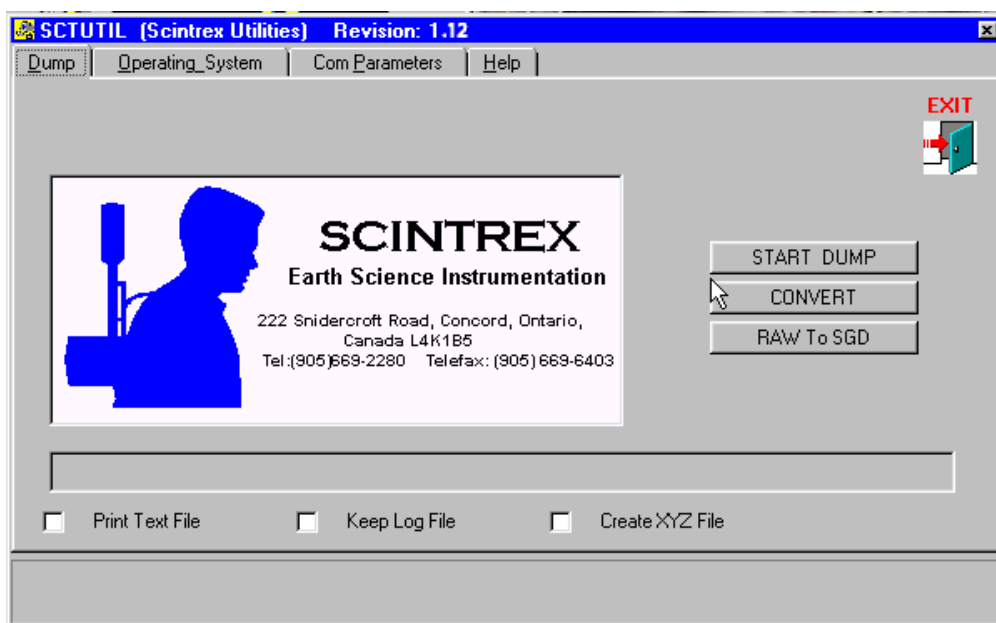 SCTUTIL (Scintrex Utilities) Revision: 1.12
Dump Operating_System Com Parameters Help
EXIT
SCINTREX
Earth Science Instrumentation
222 Snidercroft Road, Concord, Ontario,
Canada L4K1B5
Tel:(905)669-2280 Telefax: (905) 669-6403
START DUMP
CONVERT
RAW To SGD
Print Text File Keep Log File Create XYZ File